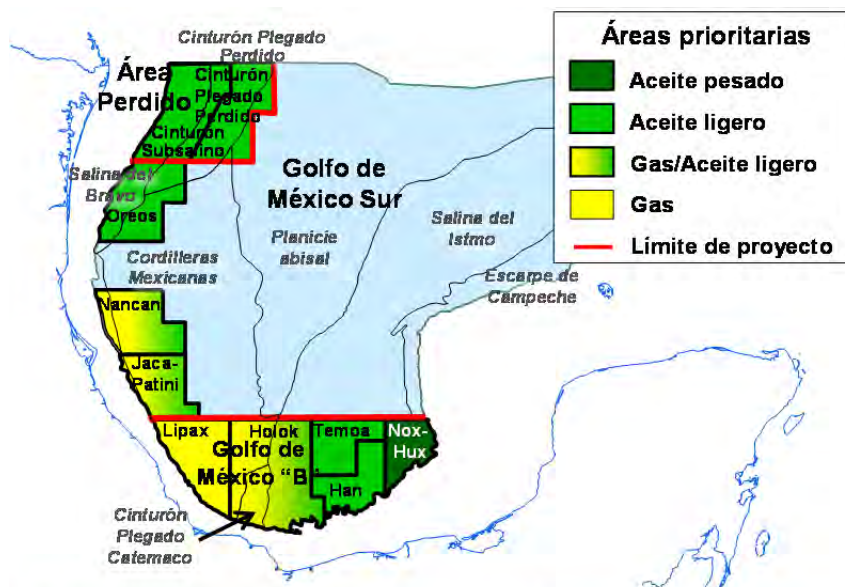 Cinturón Plegado
Perdido
Área
Perdido
Cinturón
Plegado
Perdido
Cinturón
Subsalino
Salina del
Bravo
Oreos
Golfo de
México Sur
Cordilleras
Mexicanas
Planicie
abisal
Salina del
Istmo
Escarpe de
Campeche
Nancan
Jaca-
Patini
Lipax
Holok
Temoa
Nox-
Hux
Golfo de
México “B”
Han
Cinturón
Plegado
Catemaco
Áreas prioritarias
Aceite pesado
Aceite ligero
Gas/Aceite ligero
Gas
Límite de proyecto